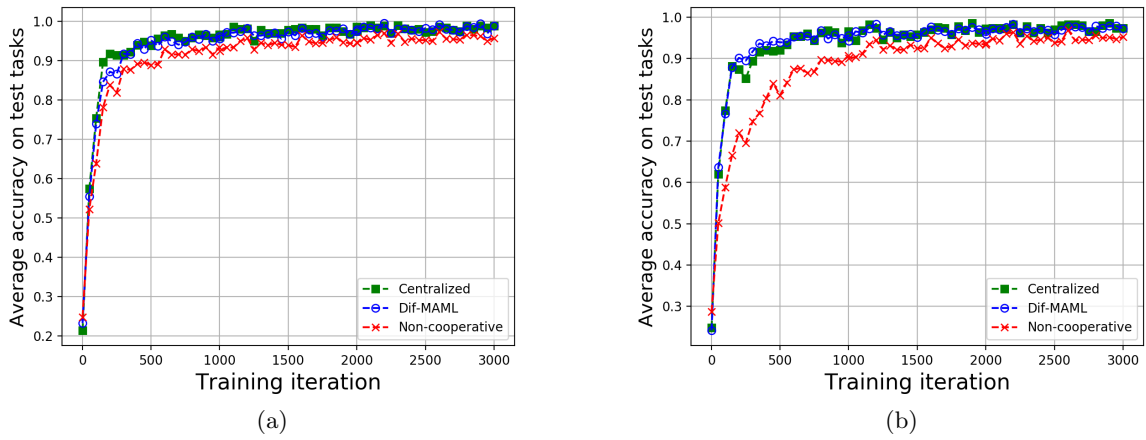 Average accuracy on test tasks
1.0
0.9
0.8
0.7
0.6
0.5
0.4
0.3
0.2
Centralized
Dif-MAML
Non-cooperative
0 500 1000 1500 2000 2500 3000
Training iteration
(a)
Average accuracy on test tasks
1.0
0.9
0.8
0.7
0.6
0.5
0.4
0.3
Centralized
Dif-MAML
Non-cooperative
0 500 1000 1500 2000 2500 3000
Training iteration
(b)